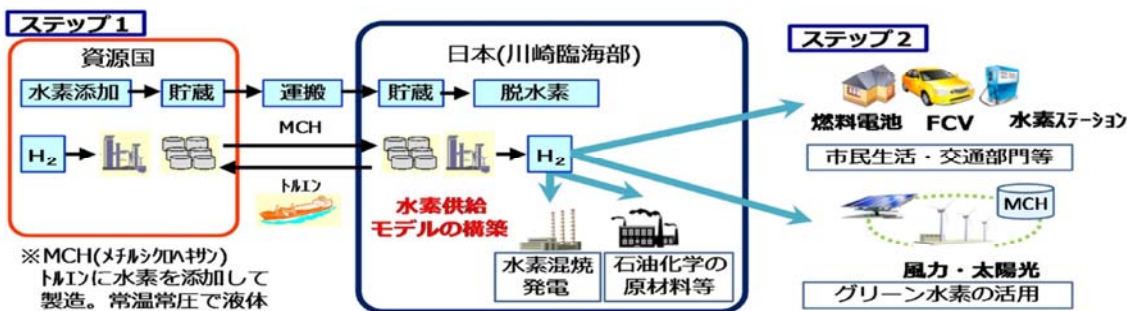 ステップ1
資源国
水素添加
貯蔵
運搬
日本(川崎臨海部)
貯蔵
脱水素
H2
MCH
トルエン
H2
水素供給
モデルの構築
水素混焼
発電
石油化学の
原材料等
※MCH(メチルシクロヘキサン)
トルエンに水素を添加して
製造。常温常圧で液体
ステップ2
燃料電池
FCV
水素ステーション
市民生活・交通部門等
MCH
風力・太陽光
グリーン水素の活用